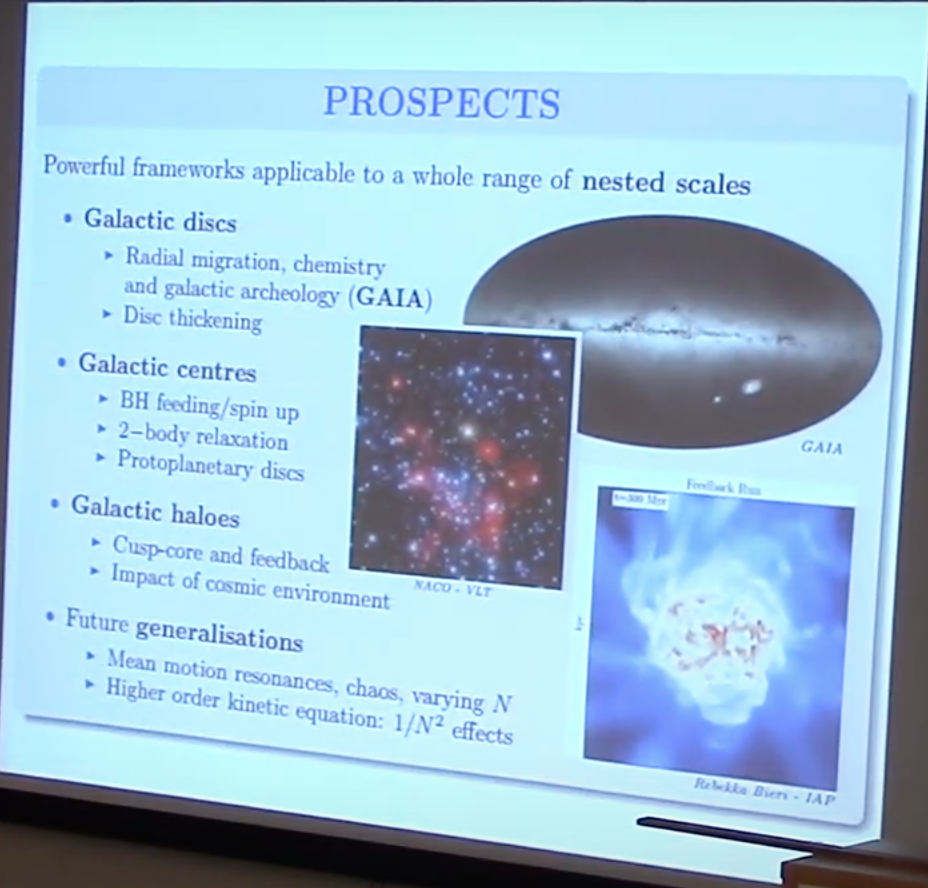 PROSPECTS
Powerful frameworks applicable to a whole range of nested scales
• Galactic discs
▸ Radial migration, chemistry
and galactic archeology (GAIA)
▸ Disc thickening
• Galactic centres
▸ BH feeding/spin up
▸ 2−body relaxation
▸ Protoplanetary discs
• Galactic haloes
▸ Cusp-core and feedback
▸ Impact of cosmic environment
• Future generalisations
▸ Mean motion resonances, chaos, varying N
▸ Higher order kinetic equation: 1/N² effects
GAIA
NACO - VLT
Feedback Run
t=300 Myr
Rebekka Bieri - IAP